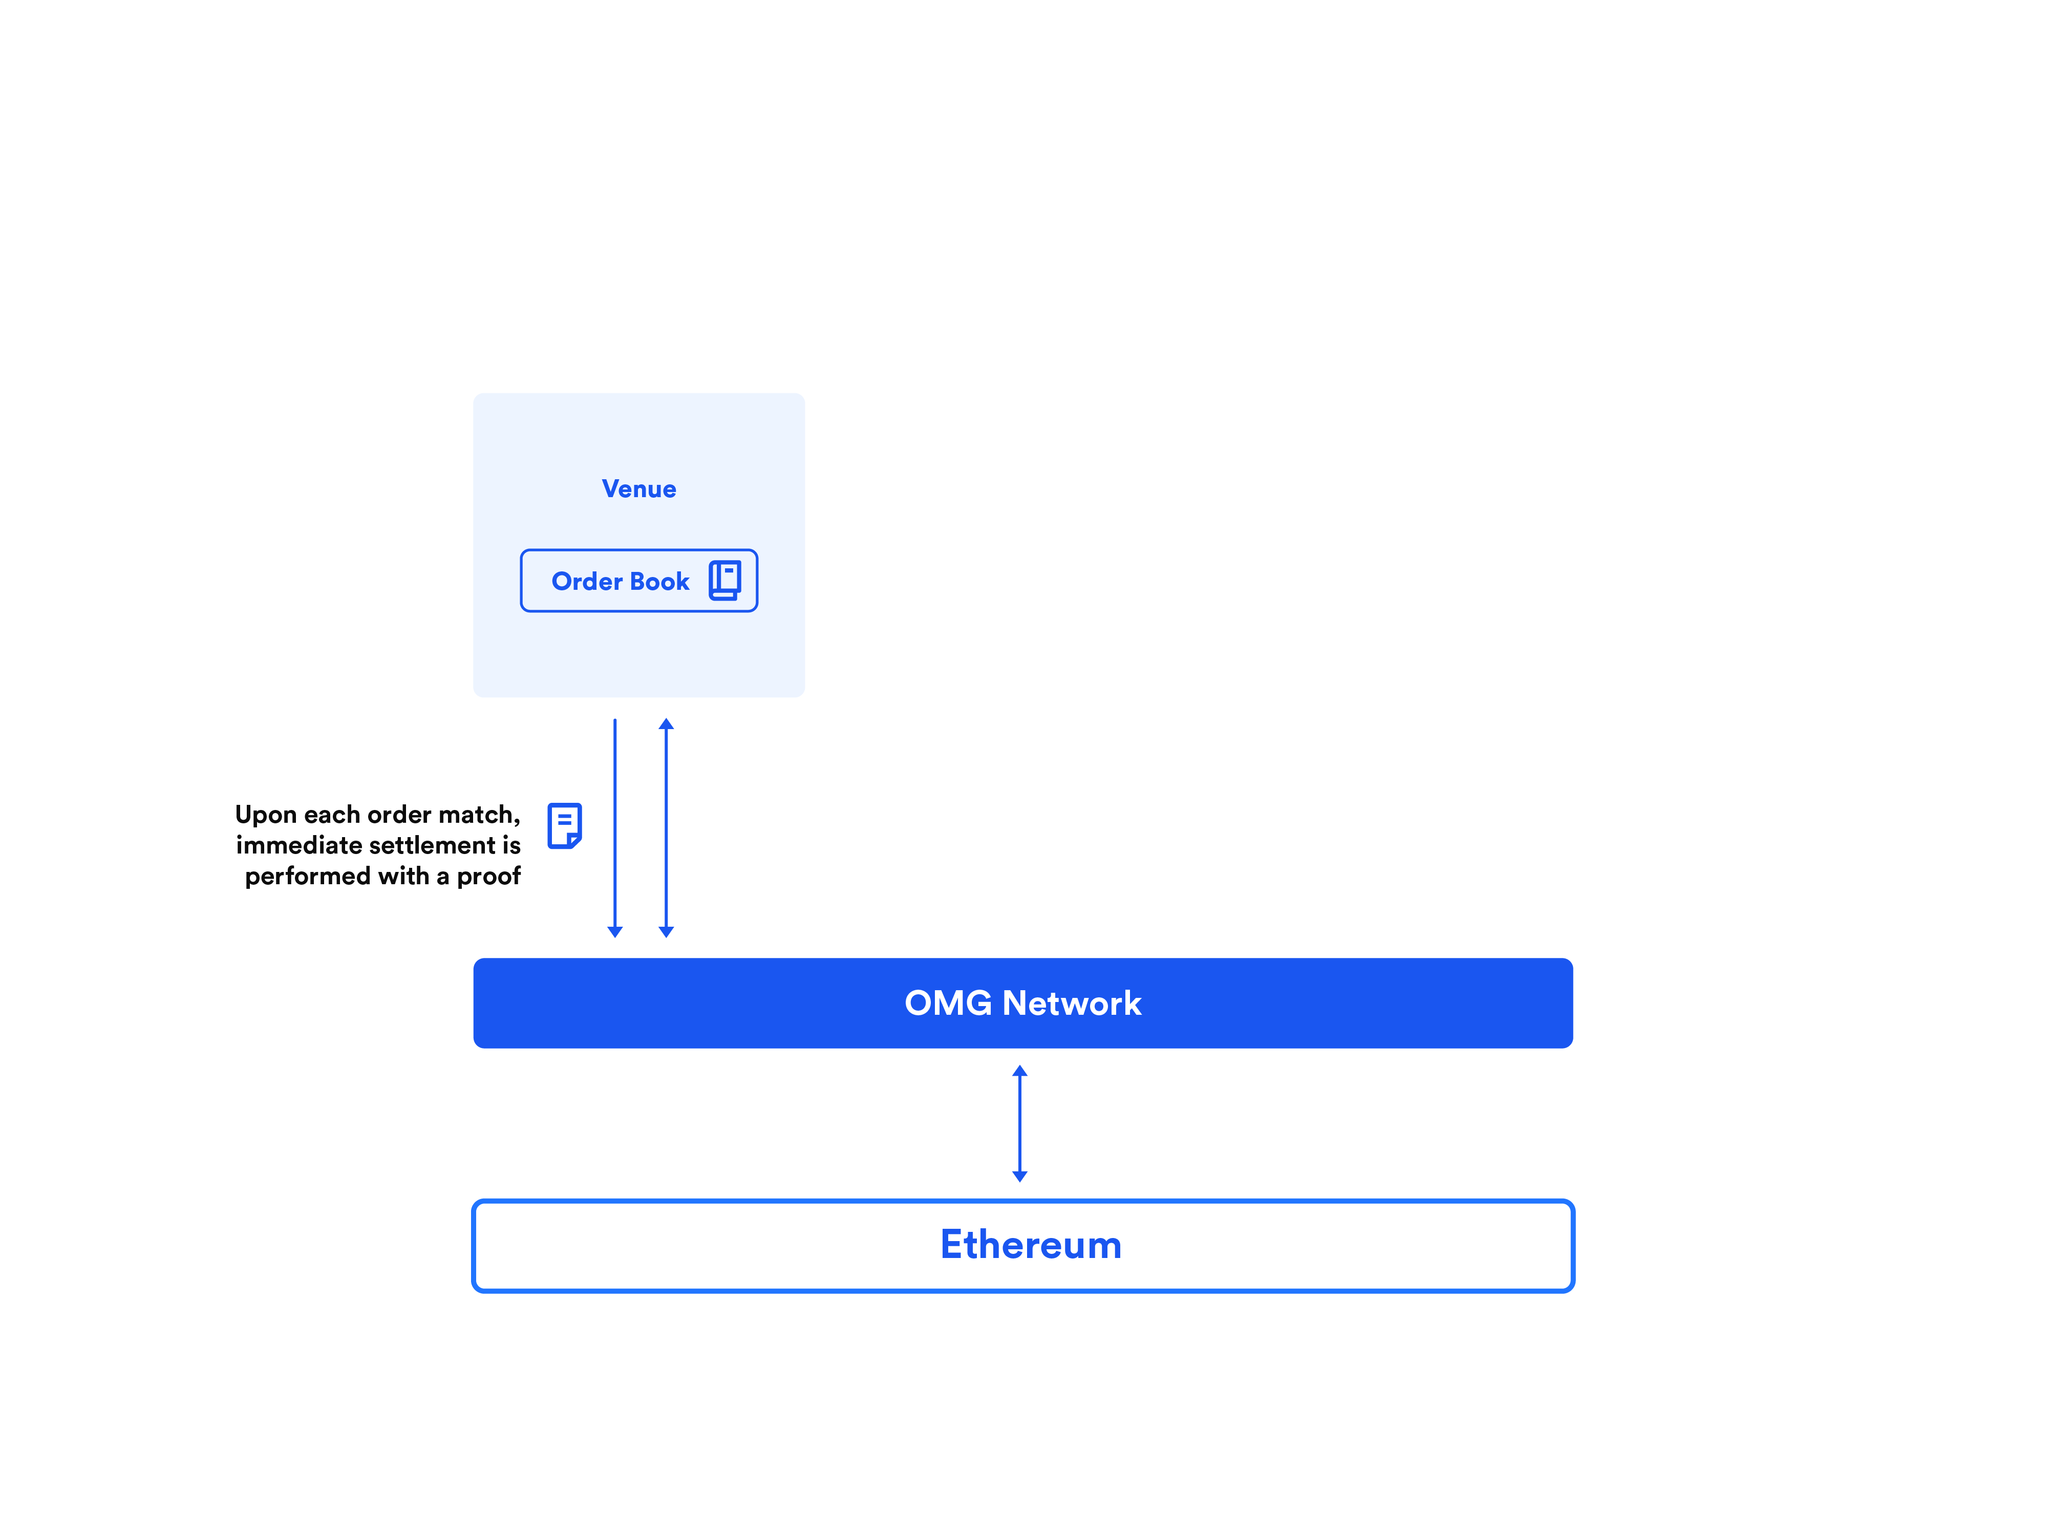 Venue
Order Book
Upon each order match,
immediate settlement is
performed with a proof
OMG Network
Ethereum